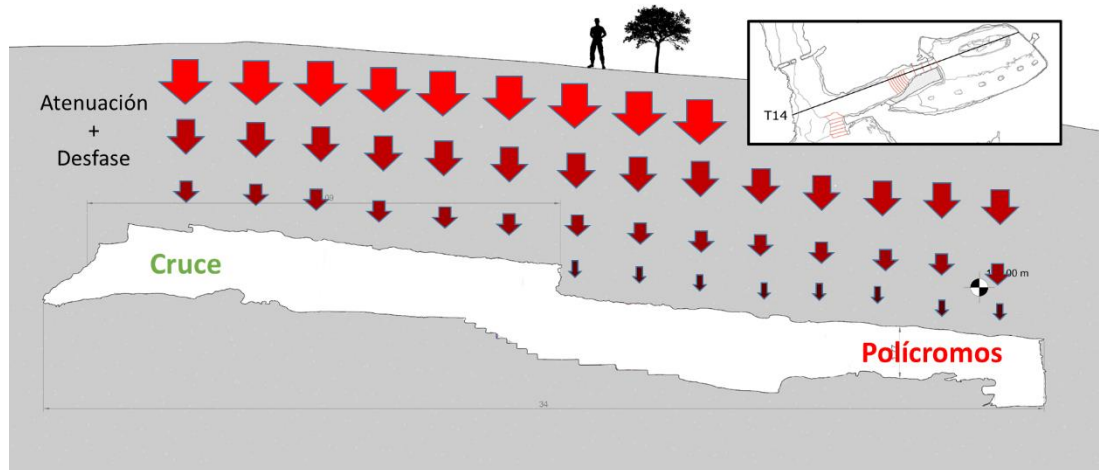 Atenuación
+
Desfase
T14
Cruce
Polícromos
34